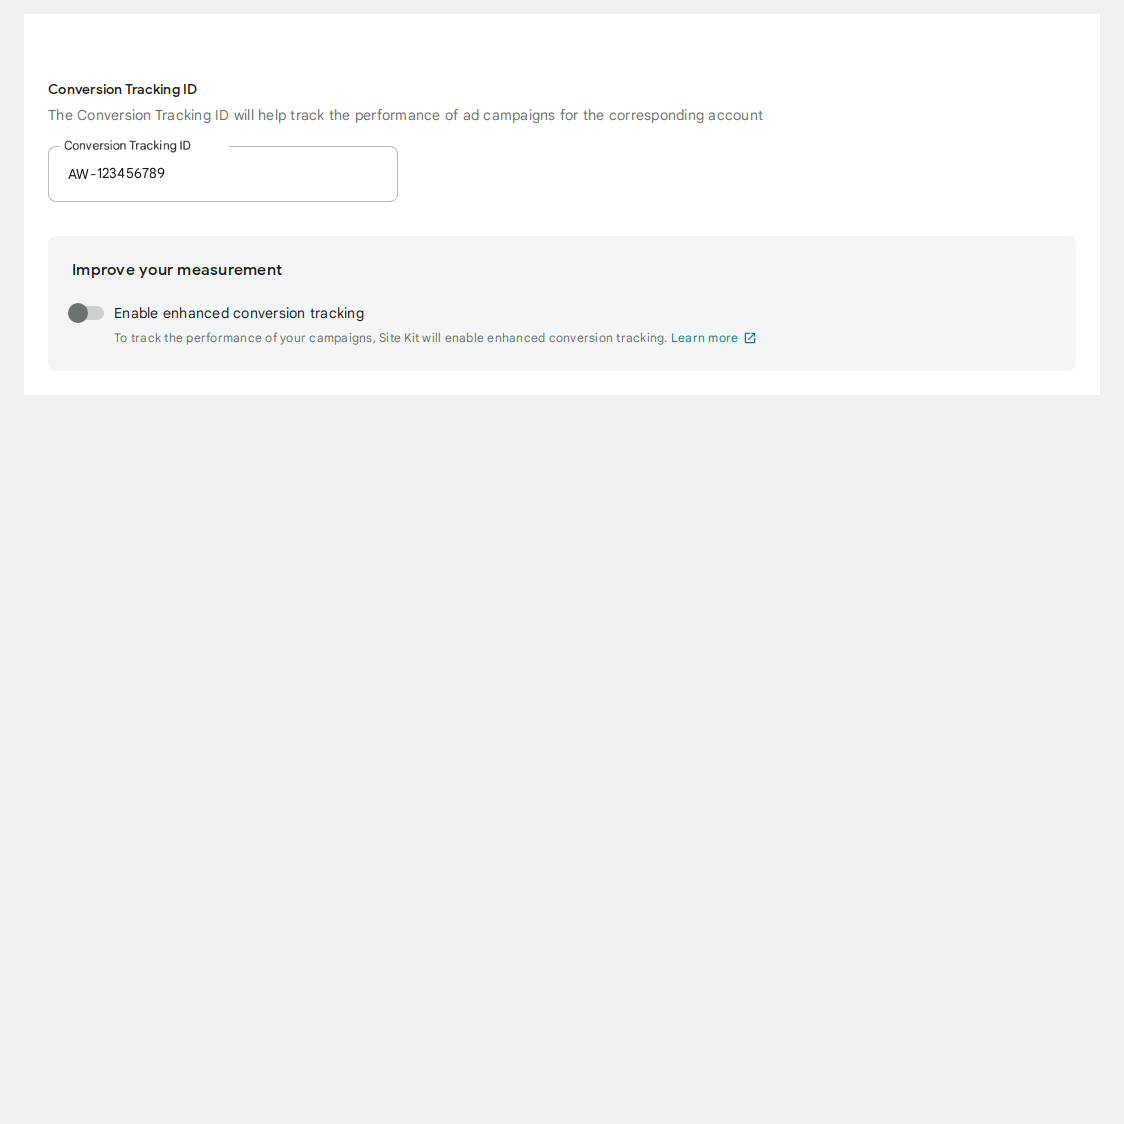 Conversion Tracking ID
The Conversion Tracking ID will help track the performance of ad campaigns for the corresponding account
Conversion Tracking ID
AW-123456789
Improve your measurement
Enable enhanced conversion tracking
To track the performance of your campaigns, Site Kit will enable enhanced conversion tracking. Learn more